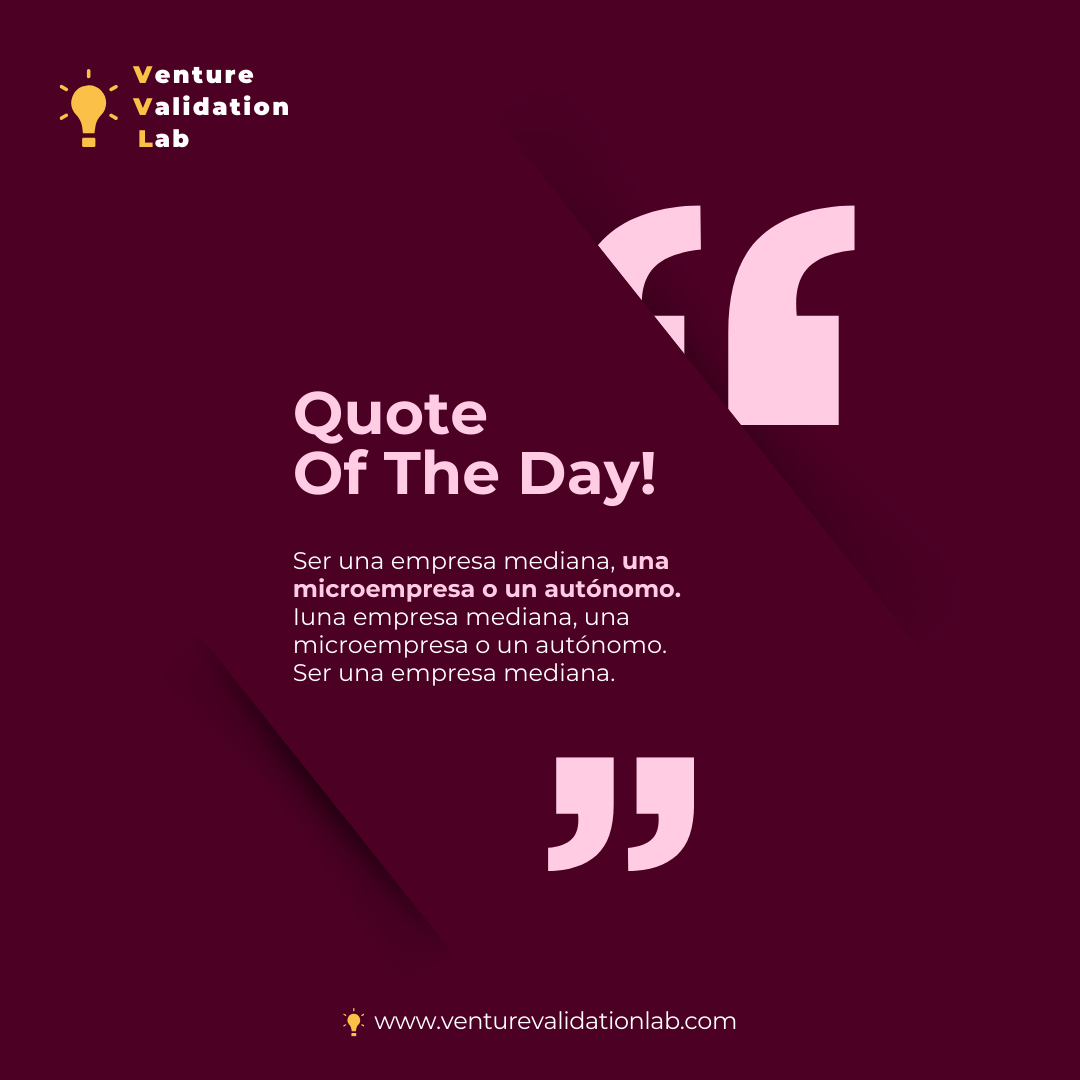 Venture
Validation
Lab
Quote
Of The Day!
Ser una empresa mediana, una
microempresa o un autónomo.
Iuna empresa mediana, una
microempresa o un autónomo.
Ser una empresa mediana.
www.venturevalidationlab.com